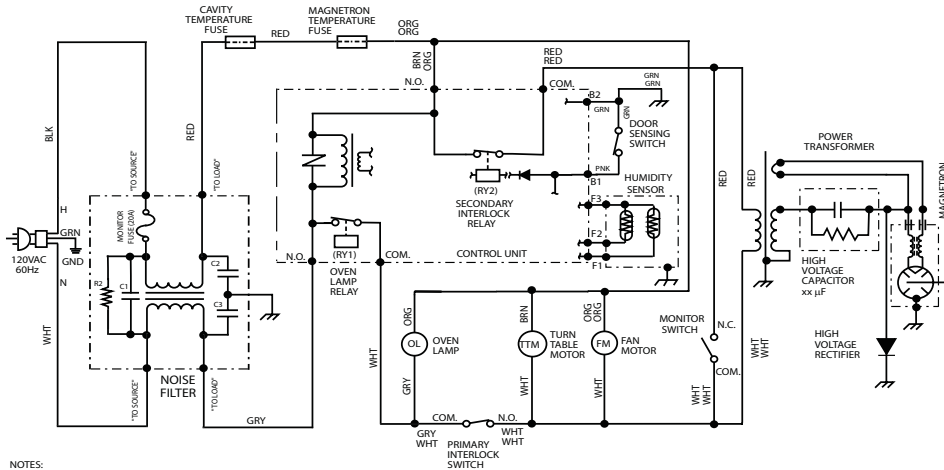 CAVITY
TEMPERATURE
FUSE
RED
MAGNETRON
TEMPERATURE
FUSE
ORG
ORG
BRN
ORG
RED
RED
N.O.
COM.
B2
GRN
GRN
GRN
GRN
DOOR
SENSING
SWITCH
BLK
RED
"TO SOURCE"
"TO LOAD"
PNK
B1
(RY2)
SECONDARY
INTERLOCK
RELAY
HUMIDITY
SENSOR
F3
F2
F1
RED
RED
POWER
TRANSFORMER
MAGNETRON
H
GRN
GND
120VAC
60Hz
N
MONITOR
FUSE (20A)
R2
C1
C2
C3
N.O.
(RY1)
COM.
OVEN
LAMP
RELAY
CONTROL UNIT
HIGH
VOLTAGE
CAPACITOR
xx µF
WHT
"TO SOURCE"
NOISE
FILTER
"TO LOAD"
GRY
WHT
ORG
OL
OVEN
LAMP
GRY
BRN
TTM
TURN
TABLE
MOTOR
WHT
ORG
ORG
FM
FAN
MOTOR
WHT
MONITOR
SWITCH
N.C.
COM.
WHT
WHT
WHT
WHT
HIGH
VOLTAGE
RECTIFIER
COM.
N.O.
GRY
WHT
WHT
WHT
PRIMARY
INTERLOCK
SWITCH
NOTES: